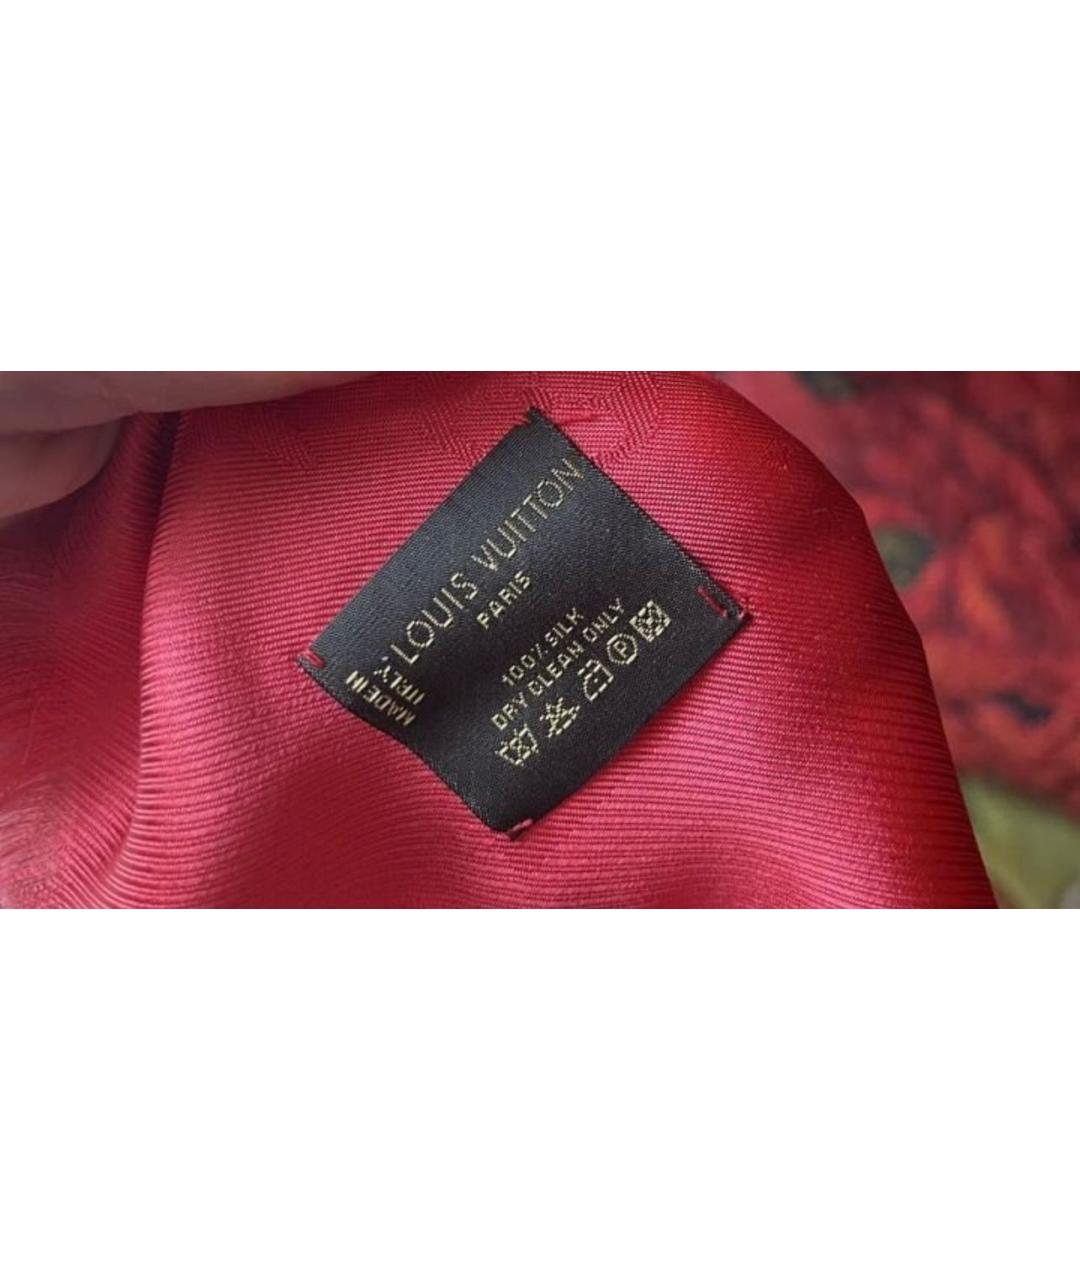 LOUIS VUITTON
PARIS
100% SILK
DRY CLEAN ONLY
P
MADE IN
ITALY